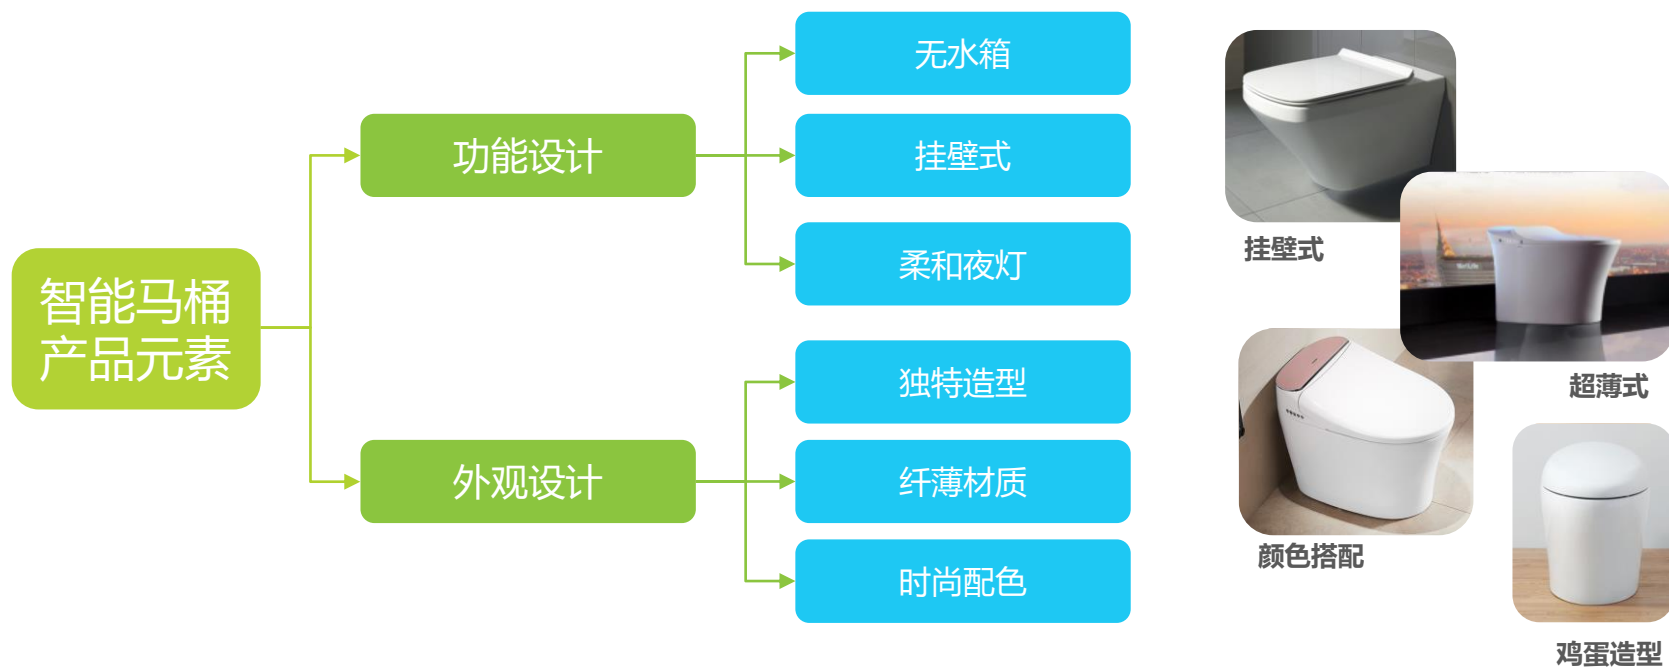 智能马桶
产品元素
功能设计
无水箱
挂壁式
柔和夜灯
外观设计
独特造型
纤薄材质
时尚配色
挂壁式
超薄式
颜色搭配
鸡蛋造型